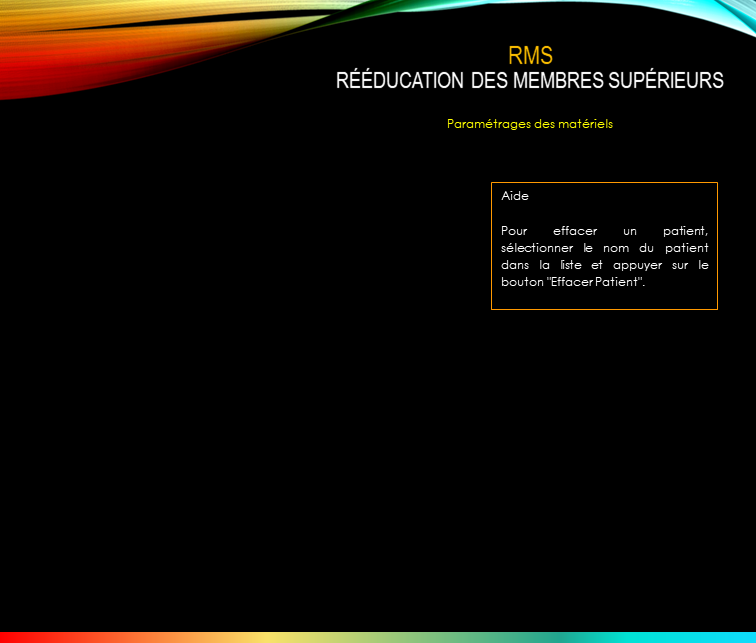 RMS
RÉÉDUCATION DES MEMBRES SUPÉRIEURS
Paramétrages des matériels
Aide
Pour effacer un patient,
sélectionner le nom du patient
dans la liste et appuyer sur le
bouton "Effacer Patient".